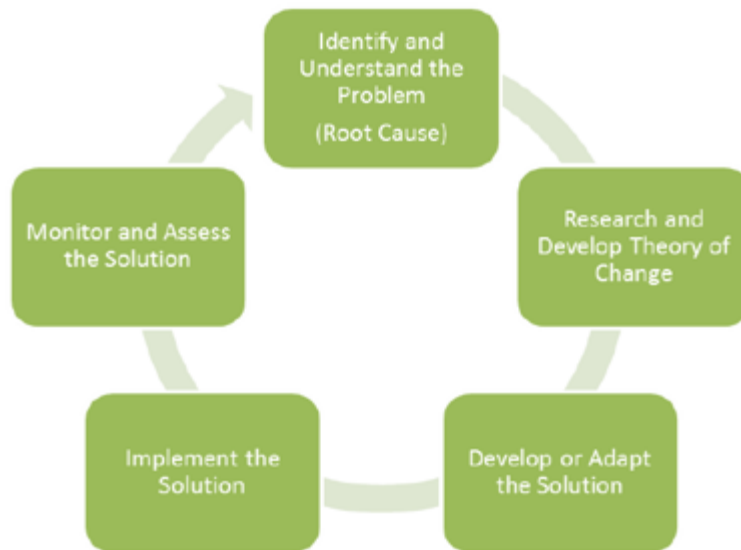 Identify and
Understand the
Problem
(Root Cause)
Research and
Develop Theory of
Change
Develop or Adapt
the Solution
Implement the
Solution
Monitor and Assess
the Solution